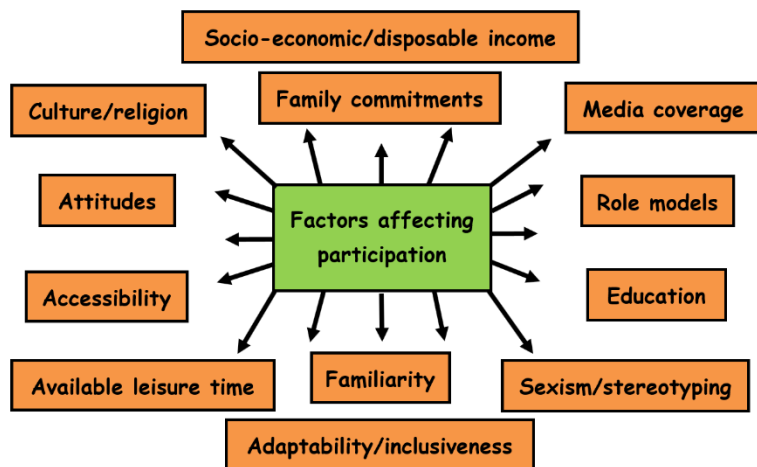 Socio-economic/disposable income
Family commitments
Culture/religion
Media coverage
Attitudes
Role models
Factors affecting
participation
Accessibility
Education
Available leisure time
Familiarity
Sexism/stereotyping
Adaptability/inclusiveness